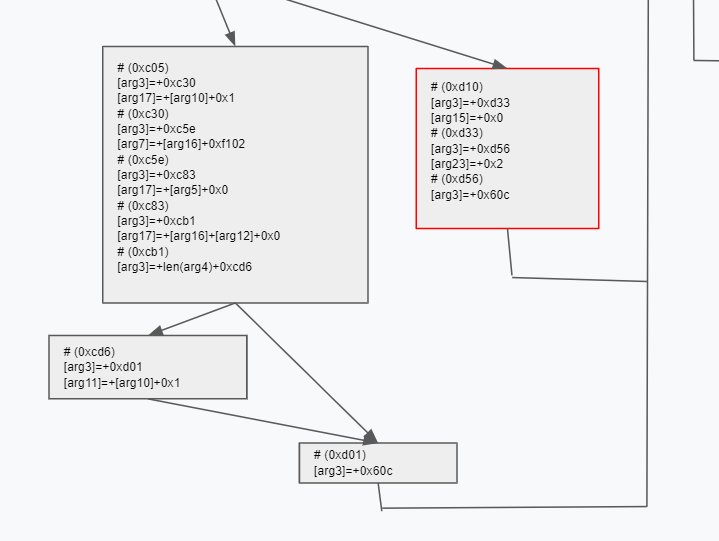 # (0xc05)
[arg3]=+0xc30
[arg17]=+[arg10]+0x1
# (0xc30)
[arg3]=+0xc5e
[arg7]=+[arg16]+0xf102
# (0xc5e)
[arg3]=+0xc83
[arg17]=+[arg5]+0x0
# (0xc83)
[arg3]=+0xcb1
[arg17]=+[arg16]+[arg12]+0x0
# (0xcb1)
[arg3]=+len(arg4)+0xcd6
# (0xd10)
[arg3]=+0xd33
[arg15]=+0x0
# (0xd33)
[arg3]=+0xd56
[arg23]=+0x2
# (0xd56)
[arg3]=+0x60c
# (0xcd6)
[arg3]=+0xd01
[arg11]=+[arg10]+0x1
# (0xd01)
[arg3]=+0x60c